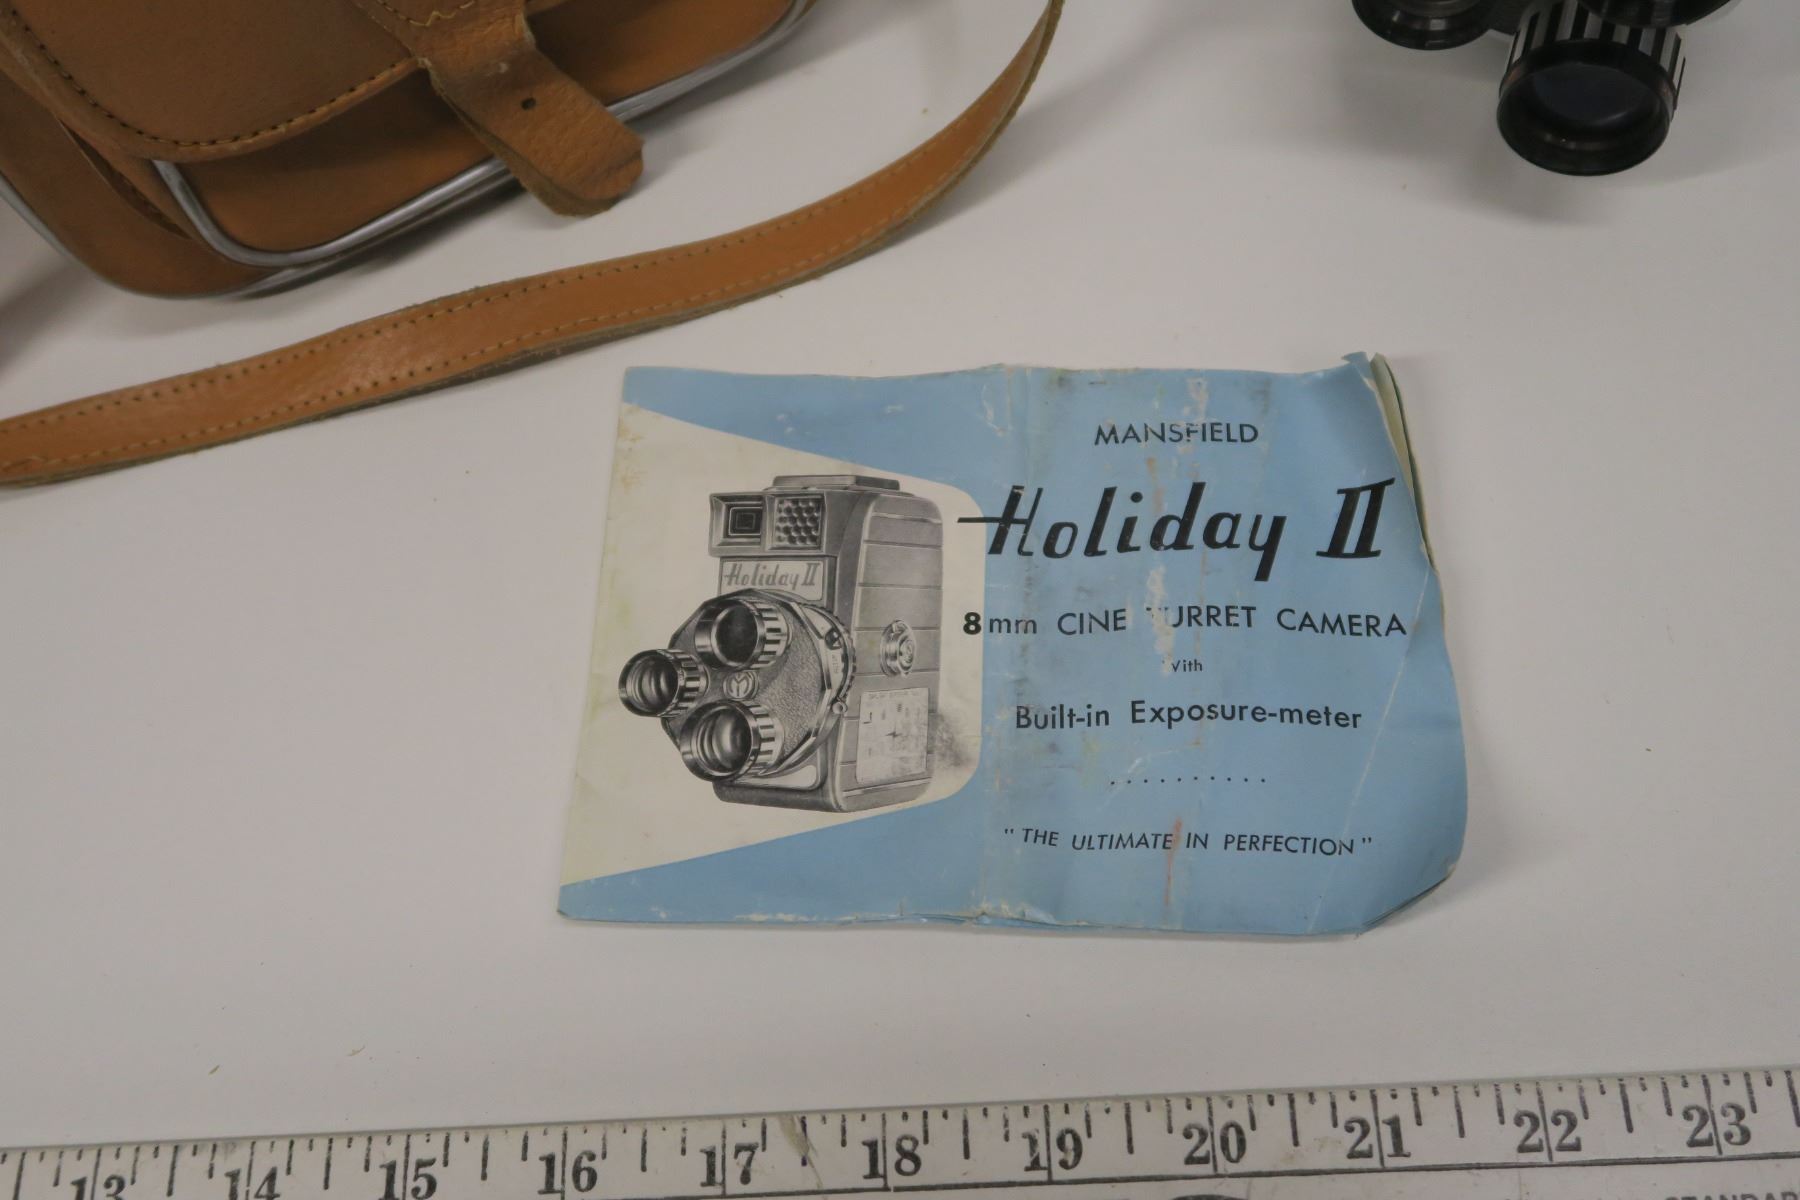 MANSFIELD
Holiday II
Holiday II
8mm CINE TURRET CAMERA
with
Built-in Exposure-meter
..........
"THE ULTIMATE IN PERFECTION"
13 14 15 16 17 18 19 20 21 22 23
STANDAR